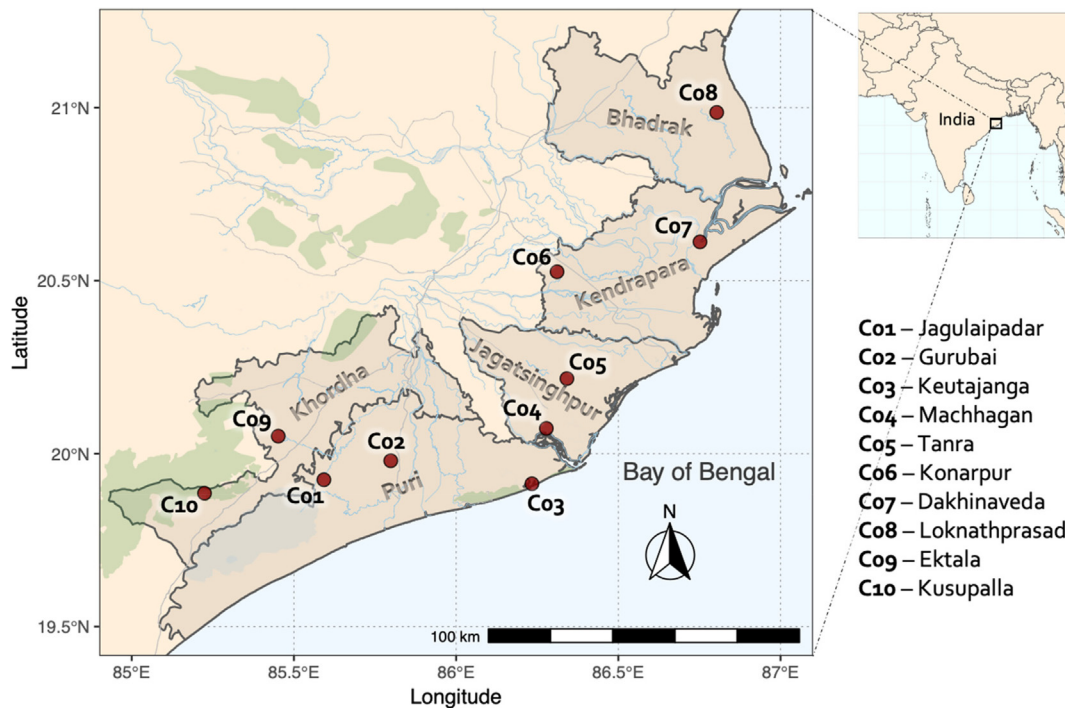 21°N
20.5°N
20°N
19.5°N
Latitude
85°E
85.5°E
86°E
86.5°E
87°E
Longitude
Co8
Bhadrak
Co7
Co6
Kendrapara
Jagatsinghpur
Co5
Co4
Khordha
Co9
Co2
Co1
Puri
C10
Co3
Bay of Bengal
N
100 km
India
Co1 – Jagulaipadar
Co2 – Gurubai
Co3 – Keutajanga
Co4 – Machhagan
Co5 – Tanra
Co6 – Konarpur
Co7 – Dakhinaveda
Co8 – Loknathprasad
Co9 – Ektala
C10 – Kusupalla